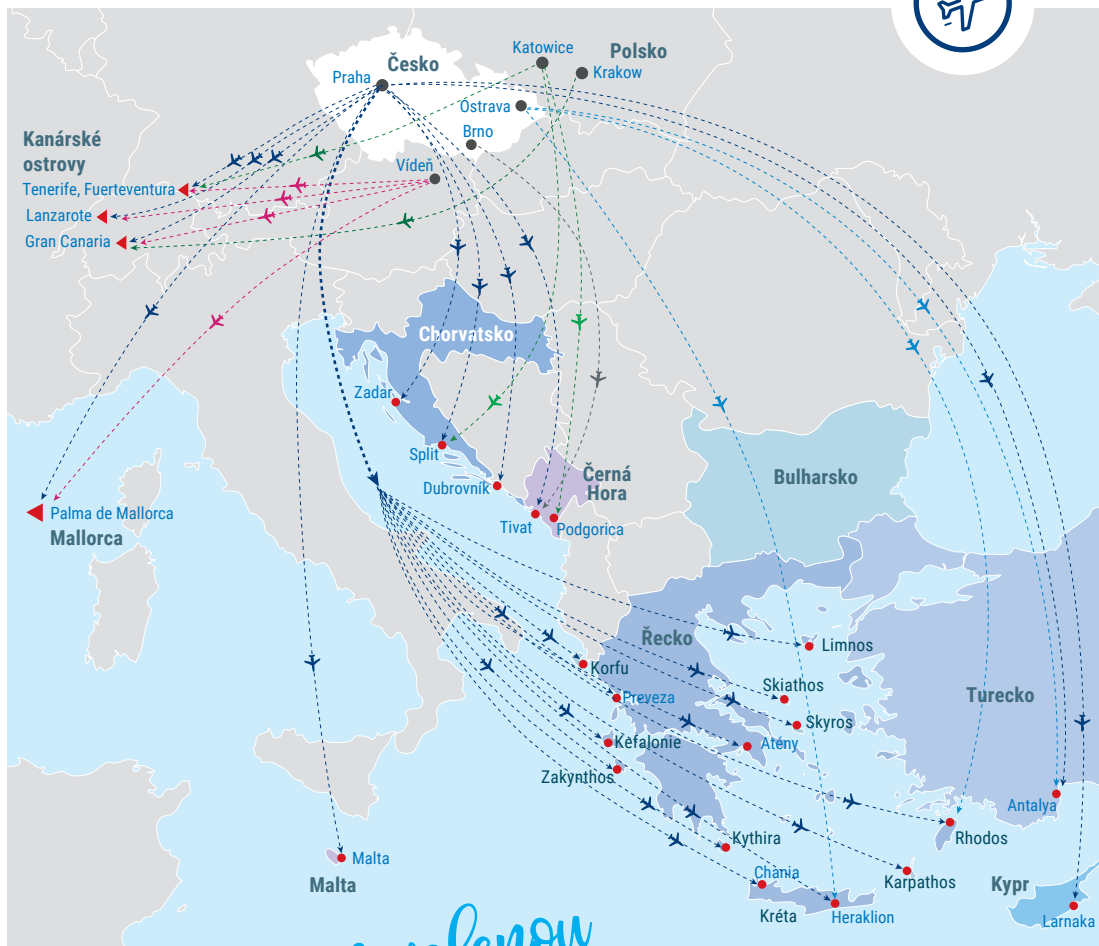 Katowice
Polsko
Česko
Krakow
Praha
Ostrava
Brno
Kanárské
ostrovy
Vídeň
Tenerife, Fuerteventura
Lanzarote
Gran Canaria
Chorvatsko
Zadar
Split
Dubrovník
Černá
Hora
Bulharsko
Palma de Mallorca
Mallorca
Tivat
Podgorica
Řecko
Limnos
Korfu
Skiathos
Preveza
Turecko
Skyros
Kefalonie
Atény
Zakynthos
Antalya
Kythira
Rhodos
Malta
Malta
Chania
Karpathos
Kypr
Kréta
Heraklion
Larnaka